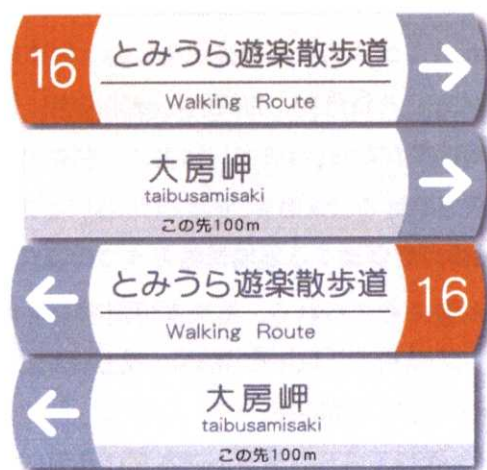 16 とみうら遊楽散歩道 →
Walking Route
大房岬 →
taibusamisaki
この先100m
← とみうら遊楽散歩道 16
Walking Route
← 大房岬
taibusamisaki
この先100m